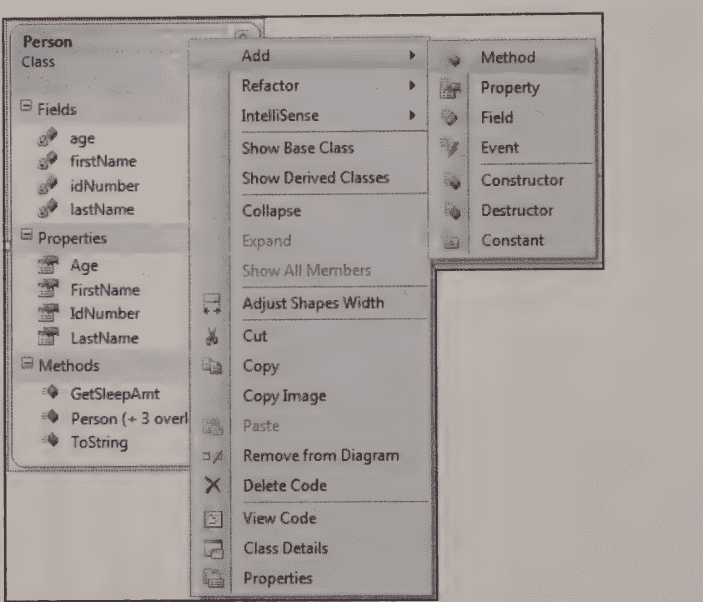 Person
Class
Fields
age
firstName
idNumber
lastName
Properties
Age
FirstName
IdNumber
LastName
Methods
GetSleepAmt
Person (+ 3 overl
ToString
Add
Refactor
IntelliSense
Show Base Class
Show Derived Classes
Collapse
Expand
Show All Members
Adjust Shapes Width
Cut
Copy
Copy Image
Paste
Remove from Diagram
Delete Code
View Code
Class Details
Properties
Method
Property
Field
Event
Constructor
Destructor
Constant